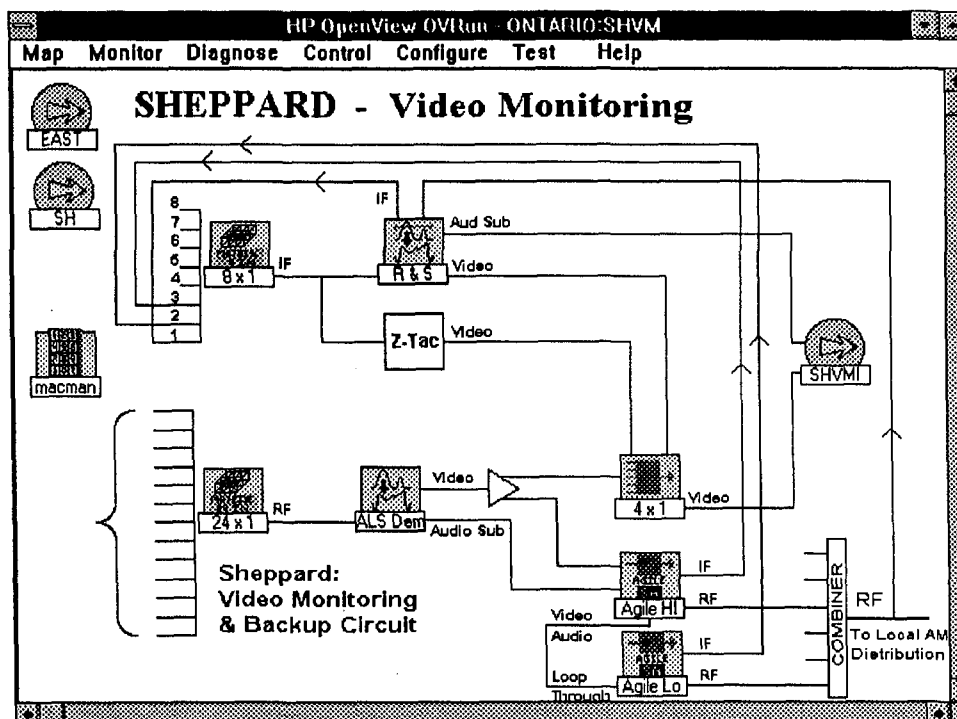 HP OpenView OVRun - ONTARIO:SHVM
Map Monitor Diagnose Control Configure Test Help
SHEPPARD - Video Monitoring
EAST
SH
macman
8
7
6
5
4
3
2
1
8 x 1
IF
IF
R & S
Aud Sub
Video
Z-Tac
Video
SHVMI
24 x 1
RF
ALS Dem
Video
Audio Sub
4 x 1
Video
Sheppard:
Video Monitoring
& Backup Circuit
Agile HI
IF
RF
Video
Audio
Loop
Through
Agile Lo
IF
RF
COMBINER
RF
To Local AM
Distribution